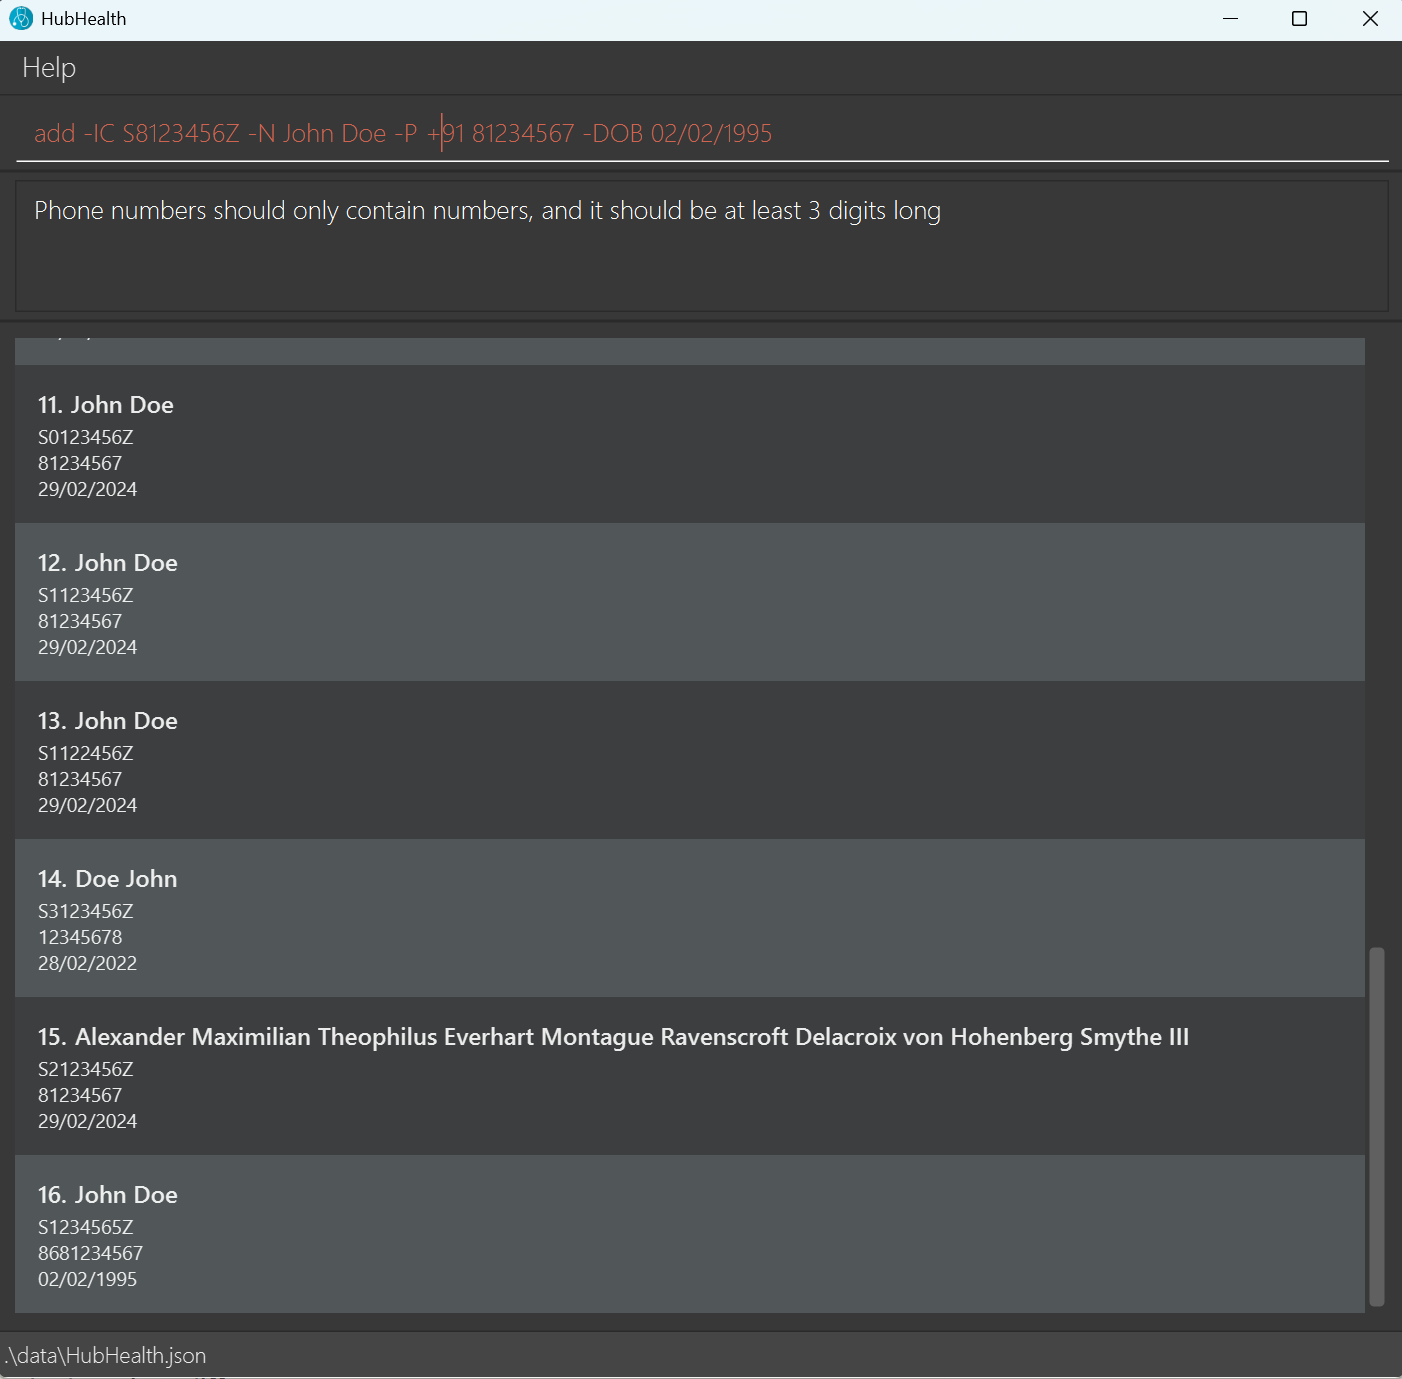 HubHealth
Help
add -IC S8123456Z -N John Doe -P +91 81234567 -DOB 02/02/1995
Phone numbers should only contain numbers, and it should be at least 3 digits long
11. John Doe
S0123456Z
81234567
29/02/2024
12. John Doe
S1123456Z
81234567
29/02/2024
13. John Doe
S1122456Z
81234567
29/02/2024
14. Doe John
S3123456Z
12345678
28/02/2022
15. Alexander Maximilian Theophilus Everhart Montague Ravenscroft Delacroix von Hohenberg Smythe III
S2123456Z
81234567
29/02/2024
16. John Doe
S1234565Z
8681234567
02/02/1995
.\data\HubHealth.json